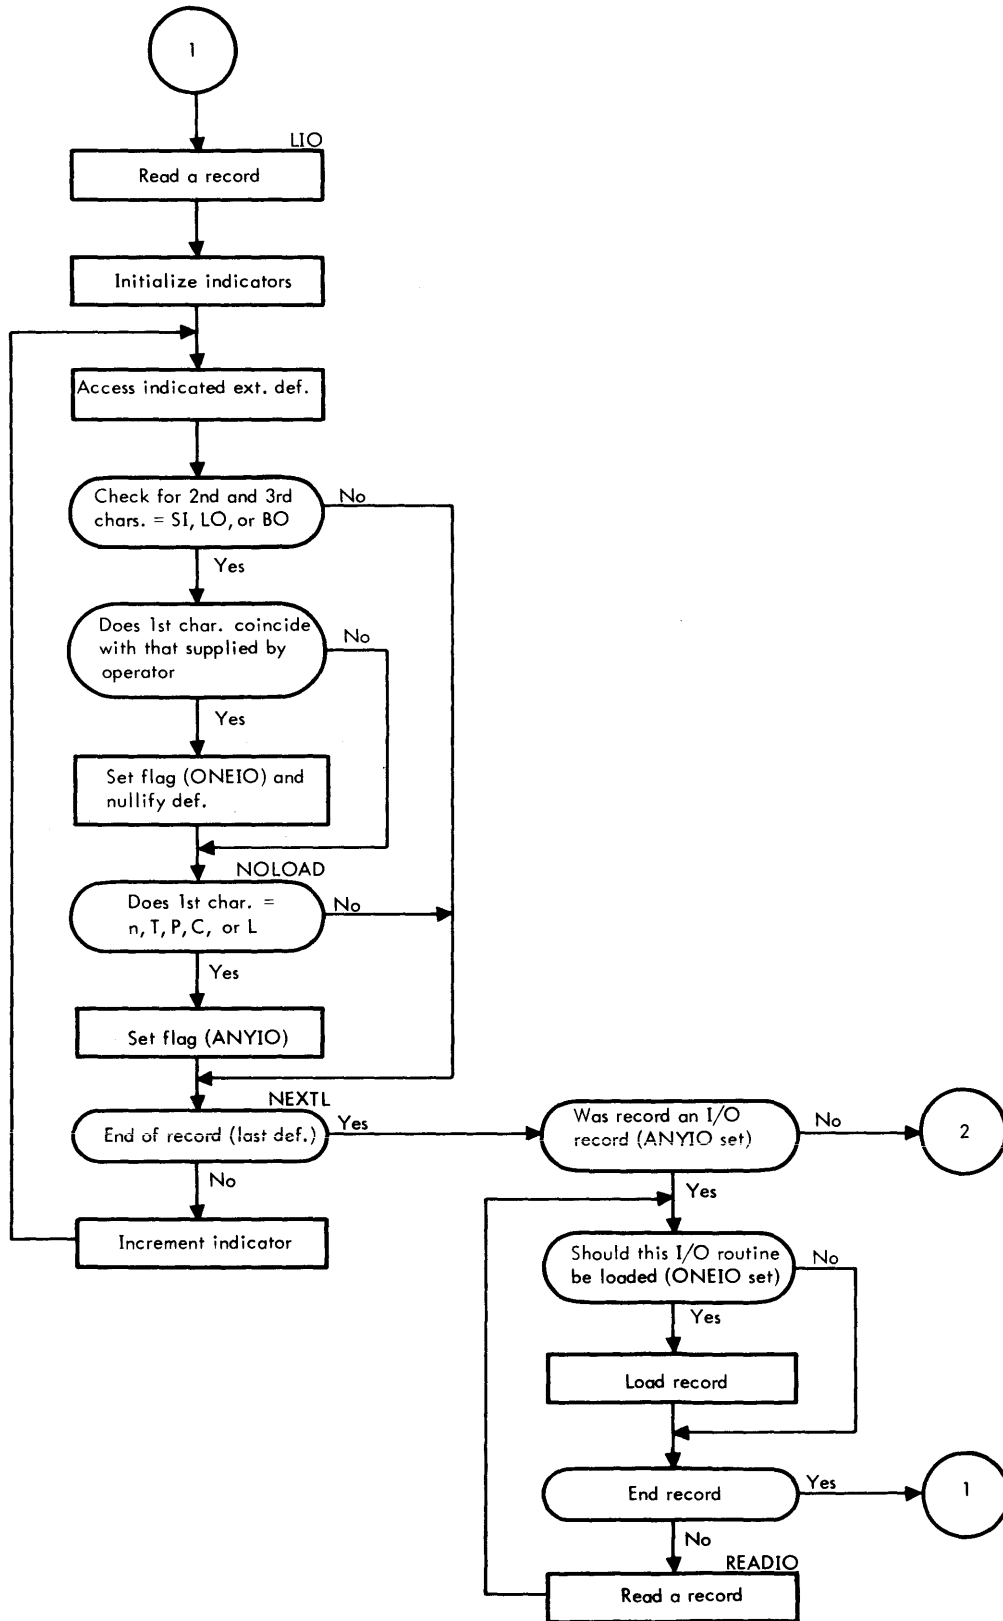 1
LIO
Read a record
Initialize indicators
Access indicated ext. def.
Check for 2nd and 3rd
chars. = SI, LO, or BO
No
Yes
Does 1st char. coincide
with that supplied by
operator
No
Yes
Set flag (ONEIO) and
nullify def.
NOLOAD
Does 1st char. =
n, T, P, C, or L
No
Yes
Set flag (ANYIO)
NEXTL
End of record (last def.)
Yes
No
Increment indicator
Was record an I/O
record (ANYIO set)
No
2
Yes
Should this I/O routine
be loaded (ONEIO set)
No
Yes
Load record
End record
Yes
1
No
READIO
Read a record